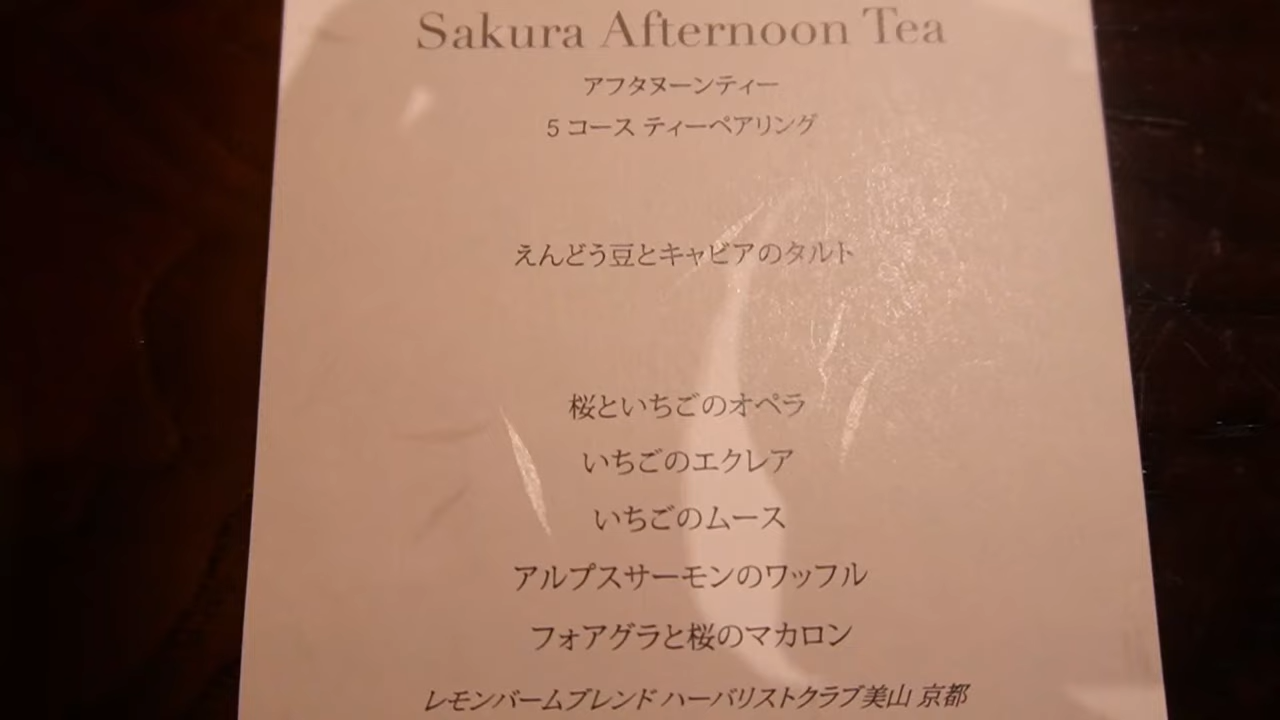 Sakura Afternoon Tea
アフタヌーンティー
5 コース ティーペアリング
えんどう豆とキャビアのタルト
桜といちごのオペラ
いちごのエクレア
いちごのムース
アルプスサーモンのワッフル
フォアグラと桜のマカロン
レモンバームブレンド ハーバリストクラブ美山 京都